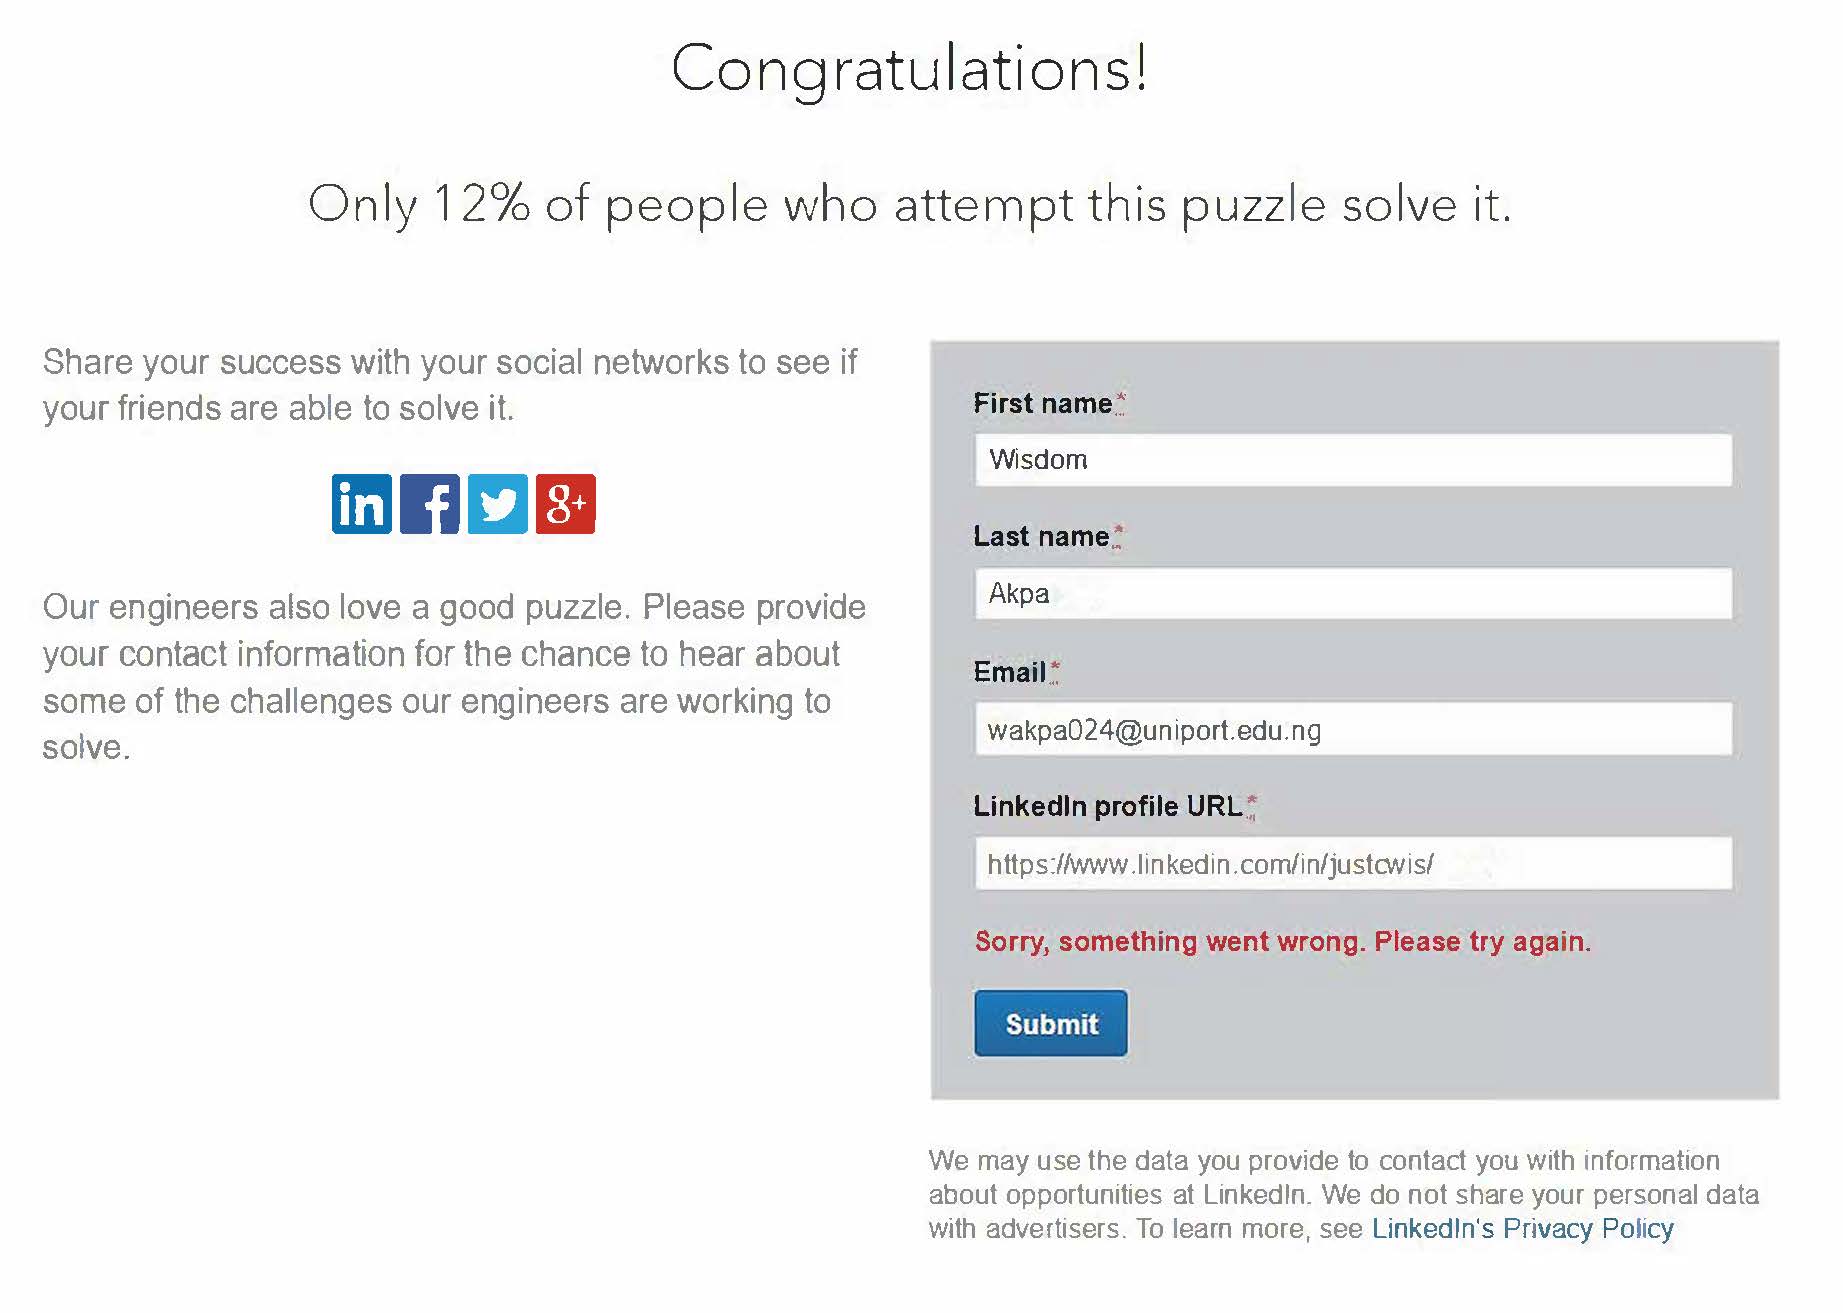 Congratulations!
Only 12% of people who attempt this puzzle solve it.
Share your success with your social networks to see if
your friends are able to solve it.
in f 8+
Our engineers also love a good puzzle. Please provide
your contact information for the chance to hear about
some of the challenges our engineers are working to
solve.
First name*
Wisdom
Last name*
Akpa
Email*
wakpa024@uniport.edu.ng
LinkedIn profile URL*
https://www.linkedin.com/in/justcwis/
Sorry, something went wrong. Please try again.
Submit
We may use the data you provide to contact you with information
about opportunities at LinkedIn. We do not share your personal data
with advertisers. To learn more, see LinkedIn's Privacy Policy